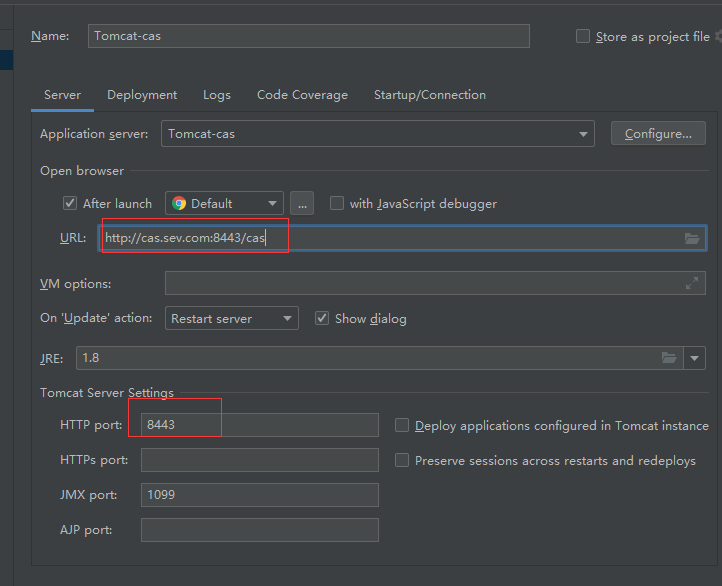 Name: Tomcat-cas Store as project file
Server Deployment Logs Code Coverage Startup/Connection
Application server: Tomcat-cas Configure...
Open browser
After launch Default ... with JavaScript debugger
URL: http://cas.sev.com:8443/cas
VM options:
On 'Update' action: Restart server Show dialog
JRE: 1.8
Tomcat Server Settings
HTTP port: 8443 Deploy applications configured in Tomcat instance
HTTPs port: Preserve sessions across restarts and redeploys
JMX port: 1099
AJP port: